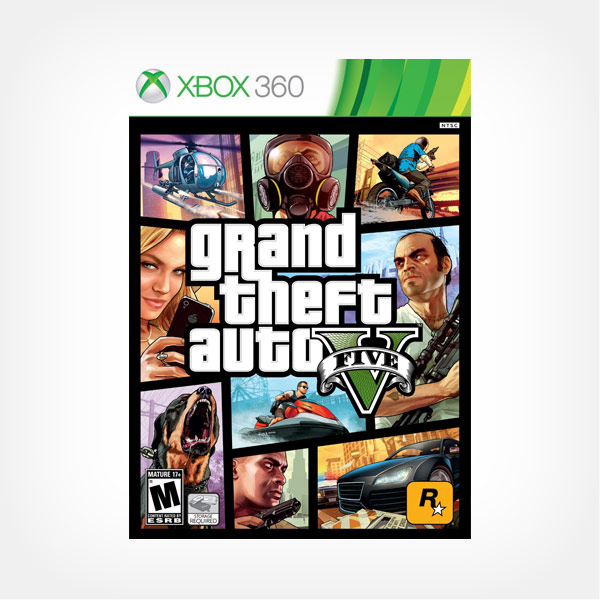 XBOX 360
NTSC
grand
theft
auto V
FIVE
MATURE 17+
M
CONTENT RATED BY
ESRB
STORAGE
REQUIRED
R